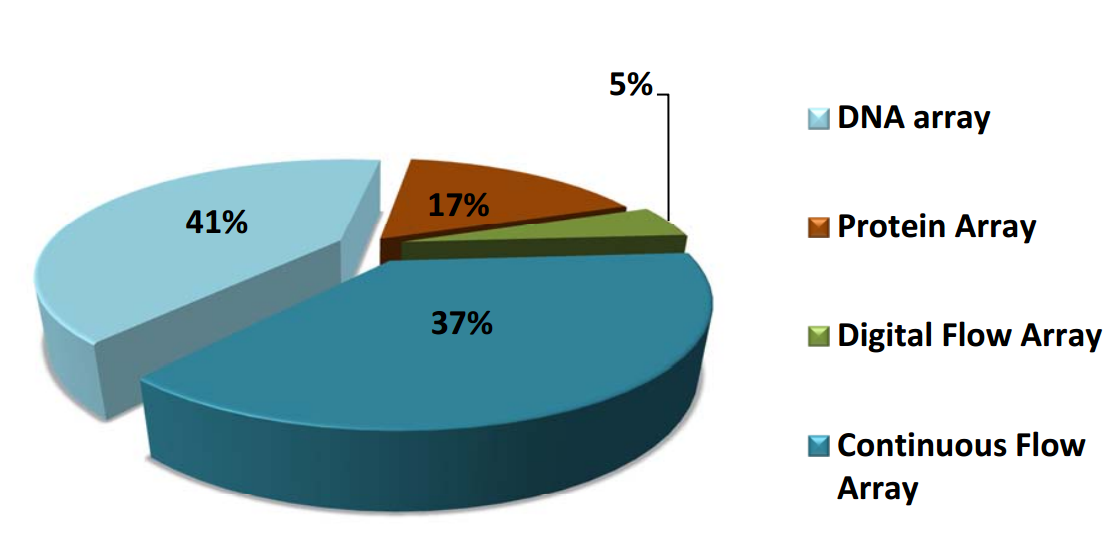 5%
41%
17%
37%
DNA array
Protein Array
Digital Flow Array
Continuous Flow
Array